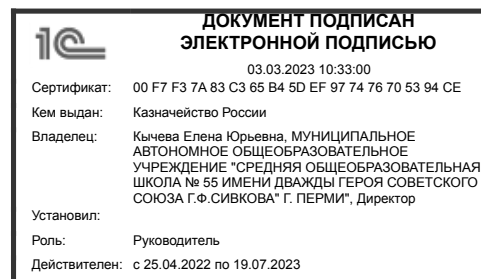 1С
ДОКУМЕНТ ПОДПИСАН
ЭЛЕКТРОННОЙ ПОДПИСЬЮ
03.03.2023 10:33:00
Сертификат: 00 F7 F3 7A 83 C3 65 B4 5D EF 97 74 76 70 53 94 CE
Кем выдан: Казначейство России
Владелец: Кычева Елена Юрьевна, МУНИЦИПАЛЬНОЕ
АВТОНОМНОЕ ОБЩЕОБРАЗОВАТЕЛЬНОЕ
УЧРЕЖДЕНИЕ "СРЕДНЯЯ ОБЩЕОБРАЗОВАТЕЛЬНАЯ
ШКОЛА № 55 ИМЕНИ ДВАЖДЫ ГЕРОЯ СОВЕТСКОГО
СОЮЗА Г.Ф.СИВКОВА" Г. ПЕРМИ", Директор
Установил:
Роль: Руководитель
Действителен: с 25.04.2022 по 19.07.2023